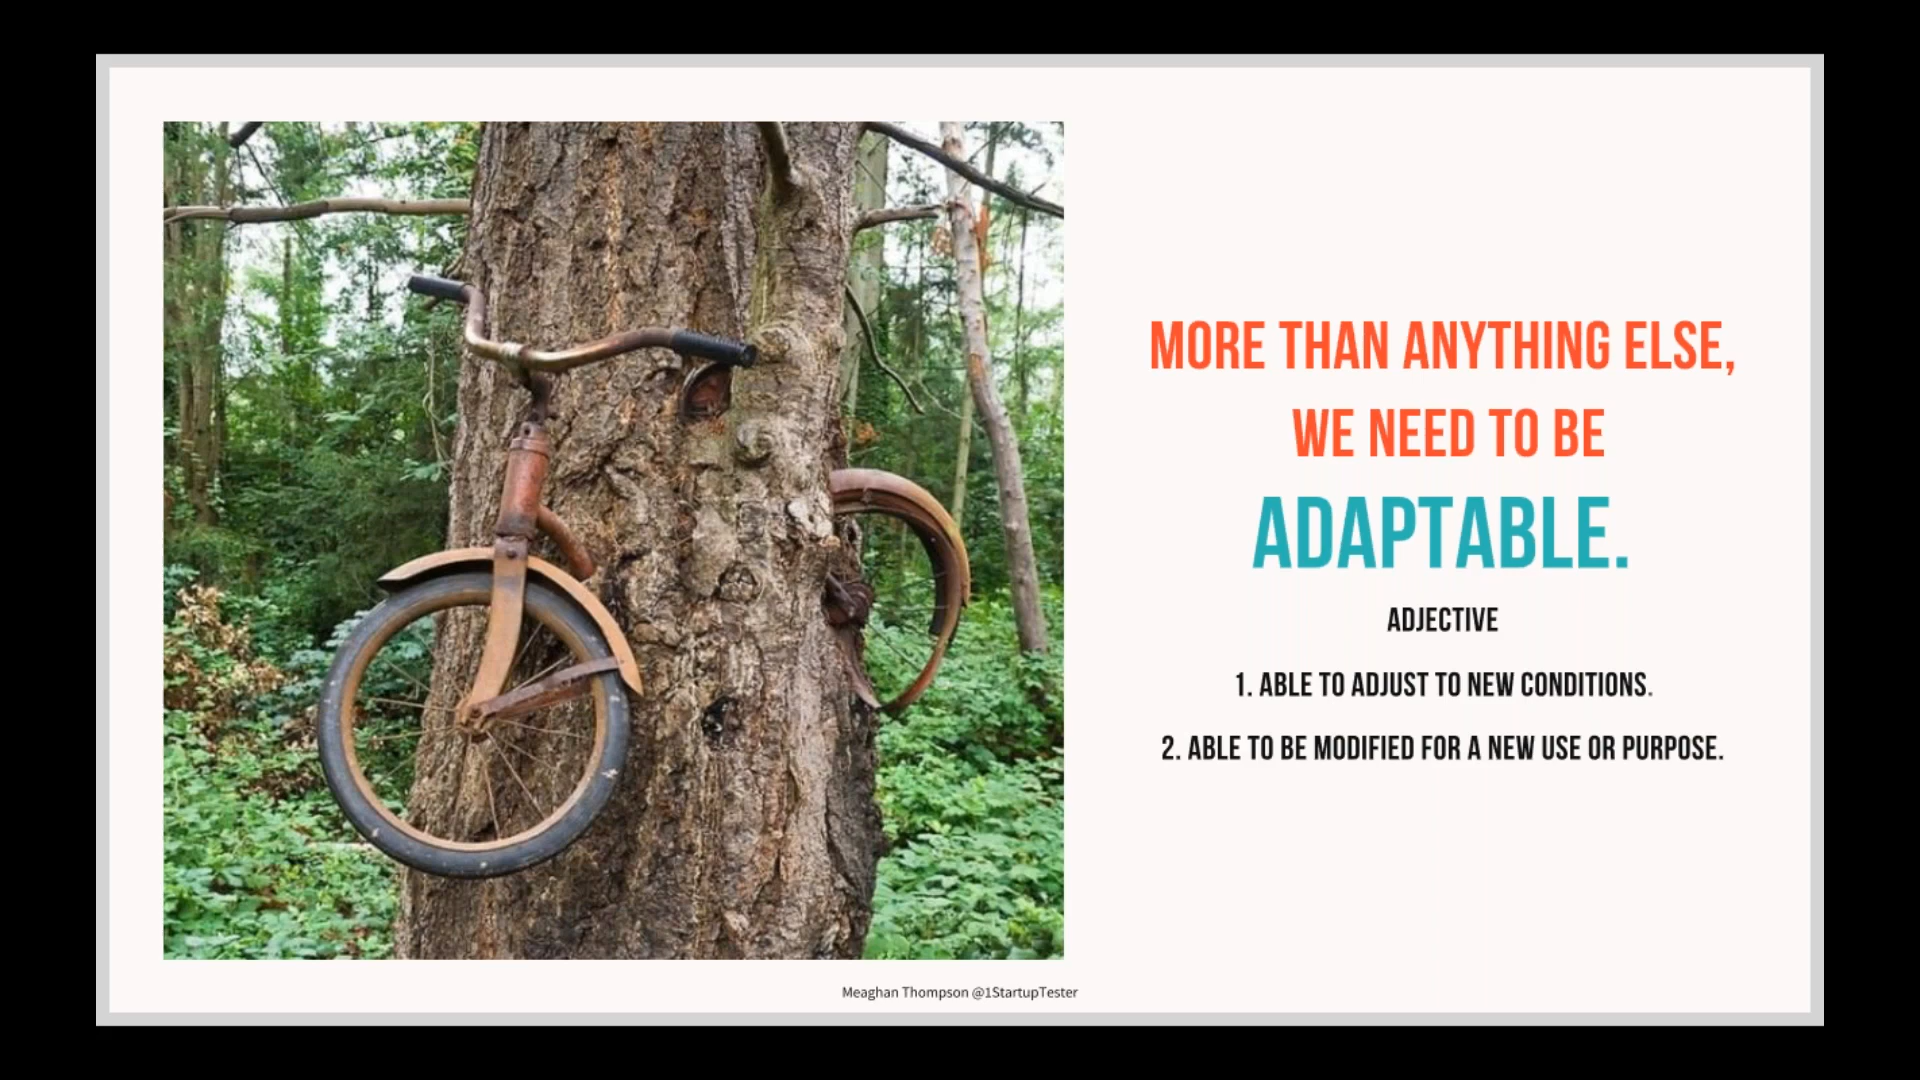 MORE THAN ANYTHING ELSE,
WE NEED TO BE
ADAPTABLE.
ADJECTIVE
1. ABLE TO ADJUST TO NEW CONDITIONS.
2. ABLE TO BE MODIFIED FOR A NEW USE OR PURPOSE.
Meaghan Thompson @1StartupTester